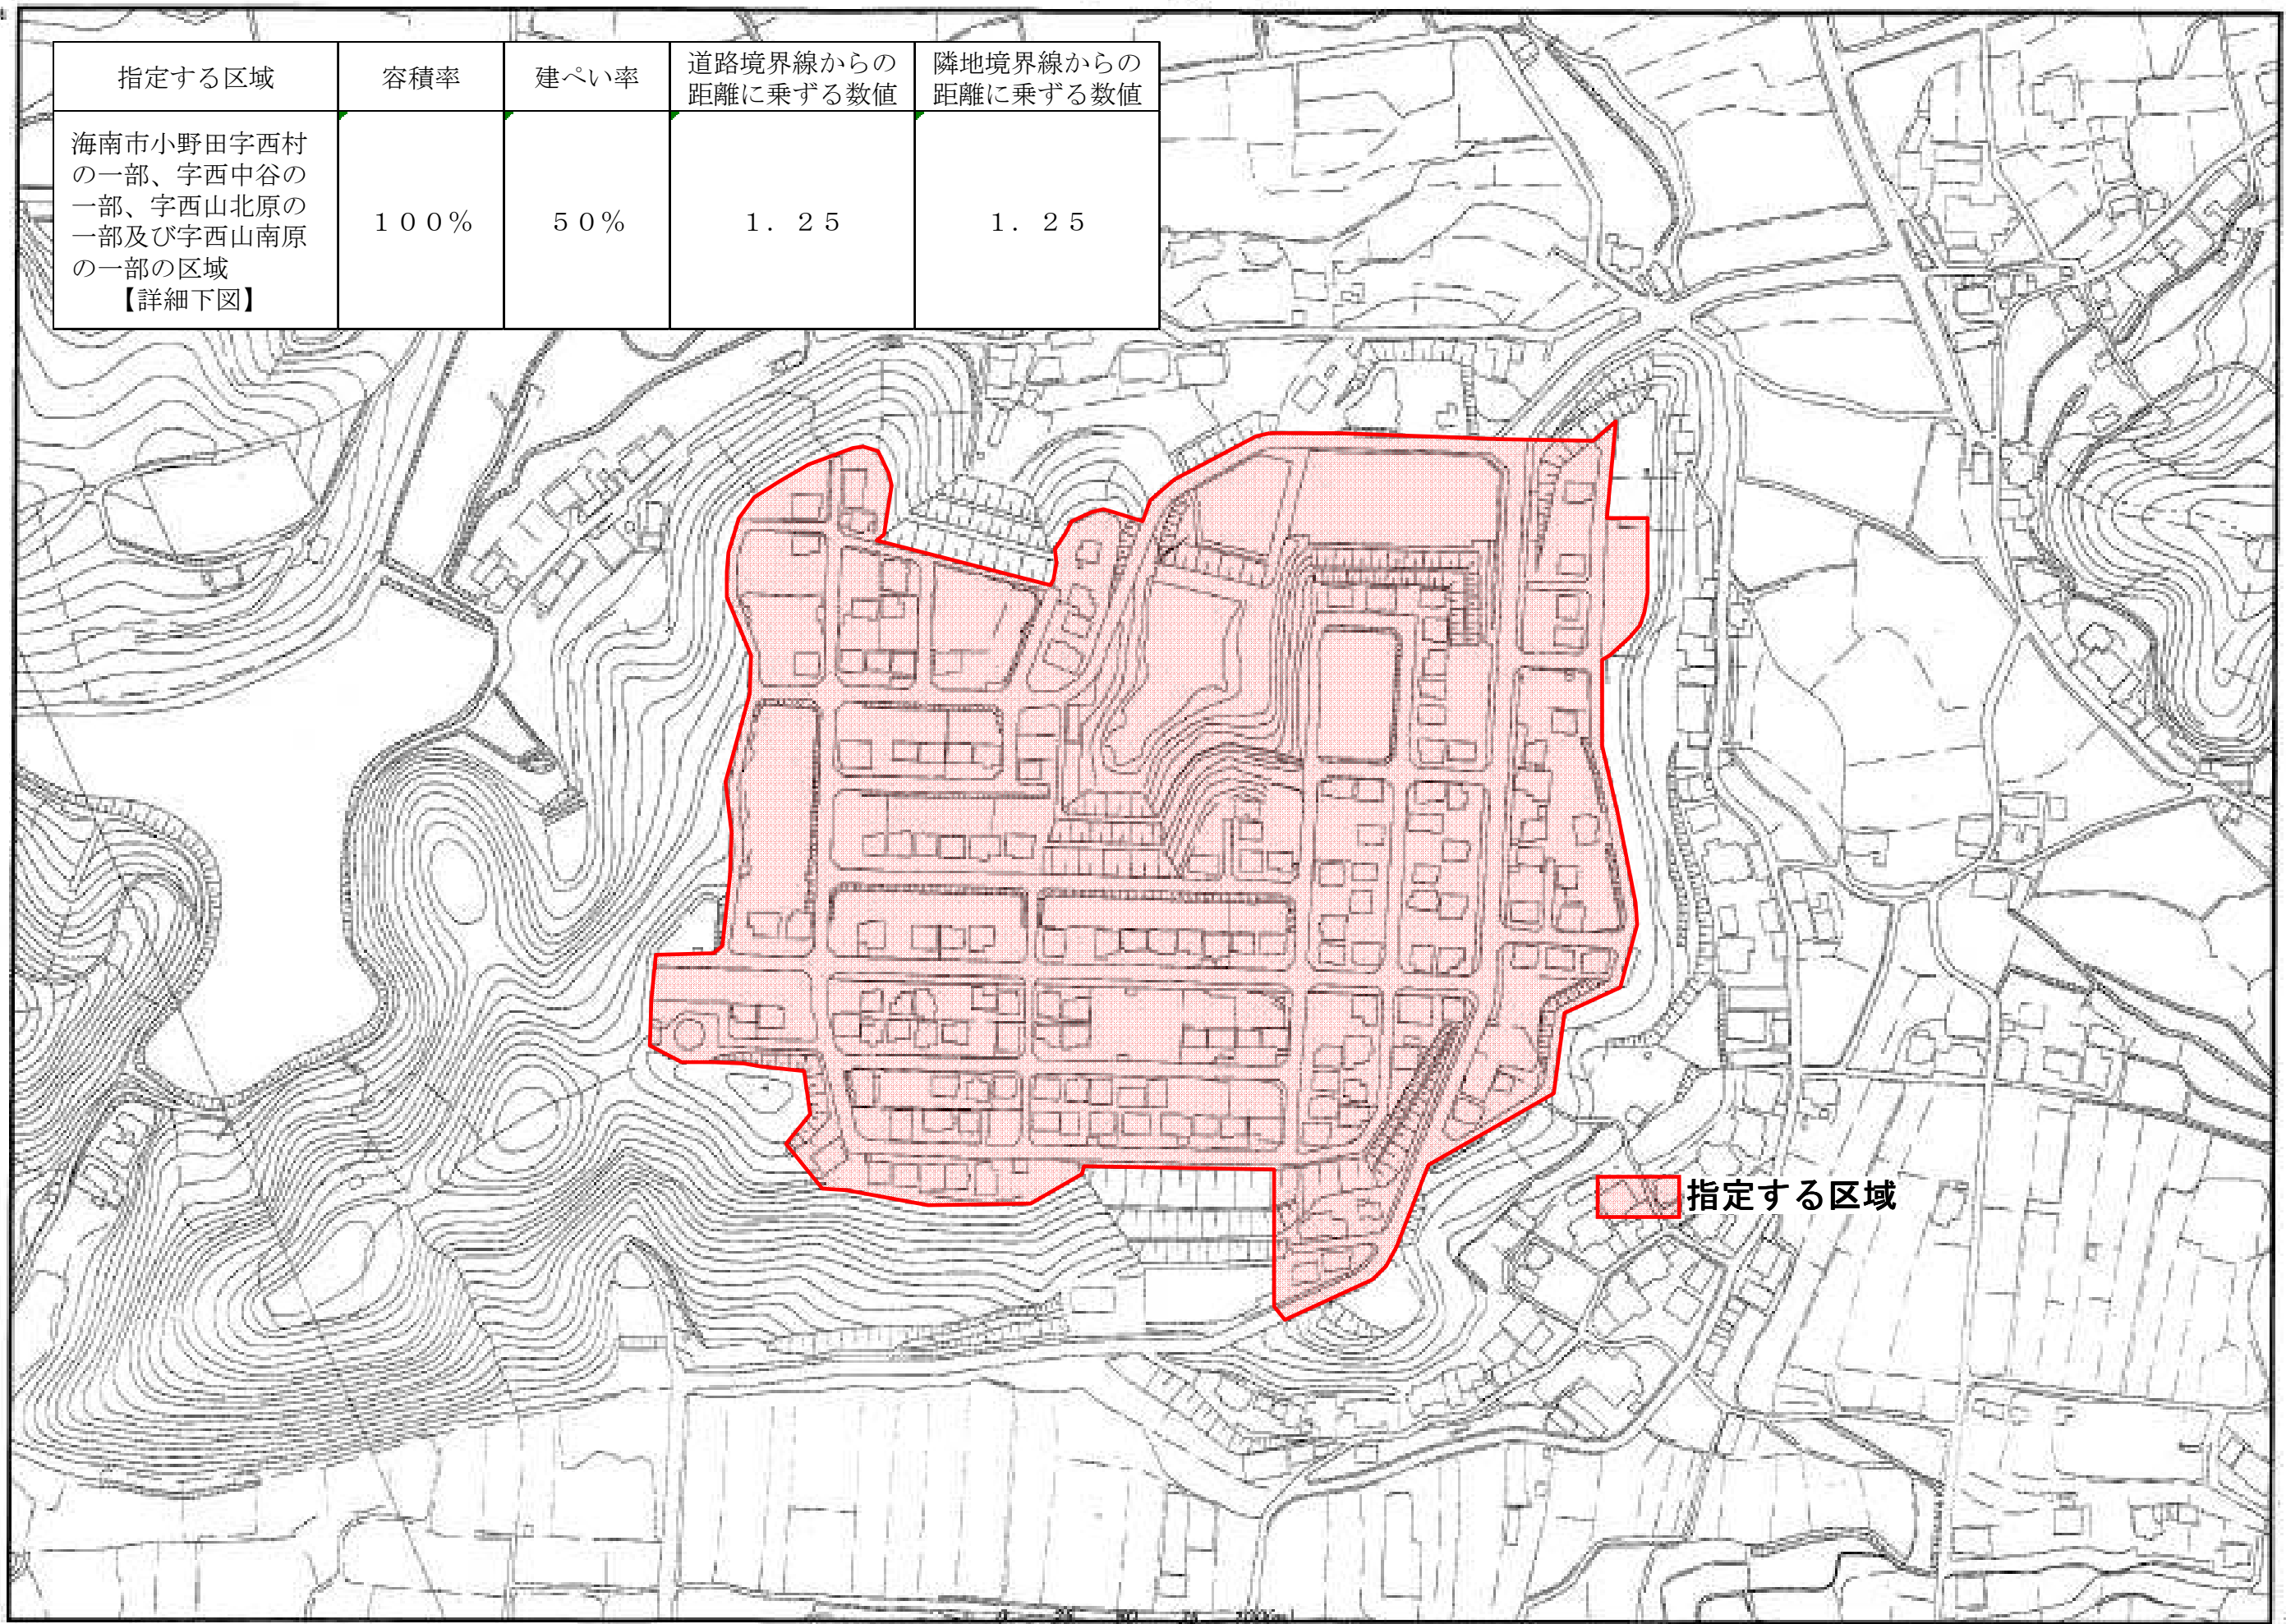 指定する区域
容積率
建ぺい率
道路境界線からの
距離に乗ずる数値
隣地境界線からの
距離に乗ずる数値
海南市小野田字西村
の一部、字西中谷の
一部、字西山北原の
一部及び字西山南原
の一部の区域
【詳細下図】
１００％
５０％
１．２５
１．２５
指定する区域